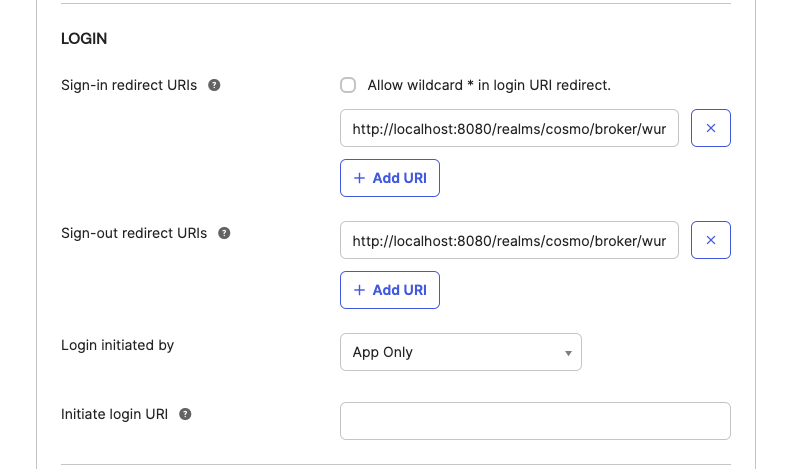 LOGIN
Sign-in redirect URIs ?
Allow wildcard * in login URI redirect.
http://localhost:8080/realms/cosmo/broker/wur
+ Add URI
Sign-out redirect URIs ?
http://localhost:8080/realms/cosmo/broker/wur
+ Add URI
Login initiated by
App Only
Initiate login URI ?